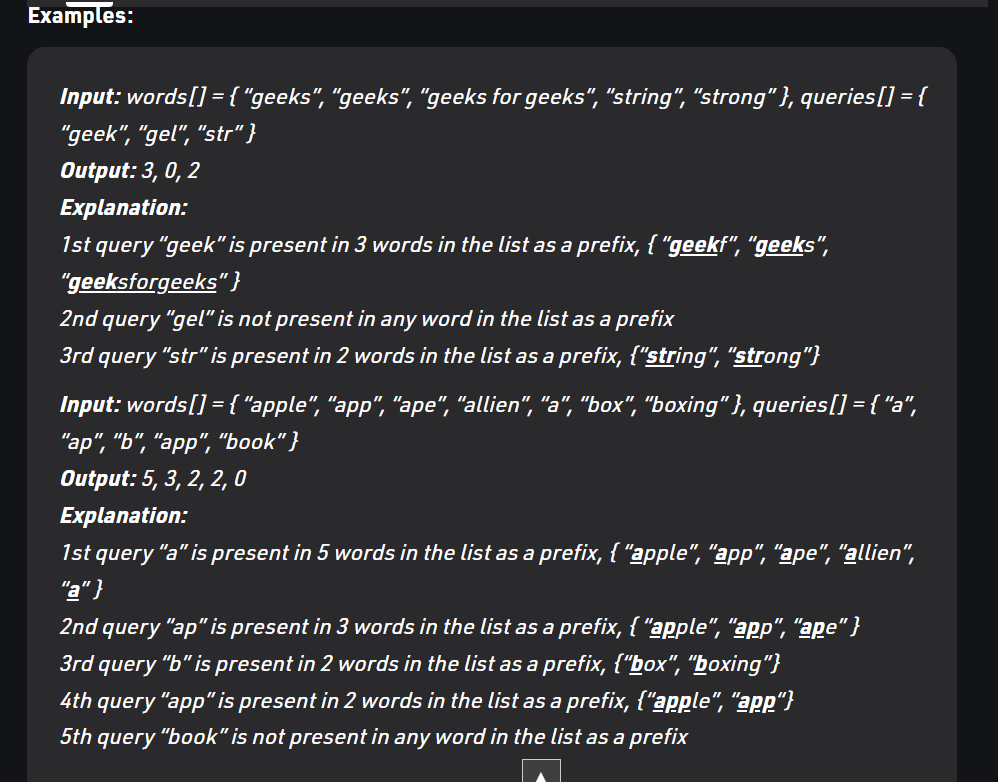 Examples:
Input: words[] = { “geeks”, “geeks”, “geeks for geeks”, “string”, “strong” }, queries[] = {
“geek”, “gel”, “str” }
Output: 3, 0, 2
Explanation:
1st query “geek” is present in 3 words in the list as a prefix, { “geekf”, “geeks”,
“geeksforgeeks” }
2nd query “gel” is not present in any word in the list as a prefix
3rd query “str” is present in 2 words in the list as a prefix, {“string”, “strong”}
Input: words[] = { “apple”, “app”, “ape”, “allien”, “a”, “box”, “boxing” }, queries[] = { “a”,
“ap”, “b”, “app”, “book” }
Output: 5, 3, 2, 2, 0
Explanation:
1st query “a” is present in 5 words in the list as a prefix, { “apple”, “app”, “ape”, “allien”,
“a” }
2nd query “ap” is present in 3 words in the list as a prefix, { “apple”, “app”, “ape” }
3rd query “b” is present in 2 words in the list as a prefix, {“box”, “boxing”}
4th query “app” is present in 2 words in the list as a prefix, {“apple”, “app“}
5th query “book” is not present in any word in the list as a prefix